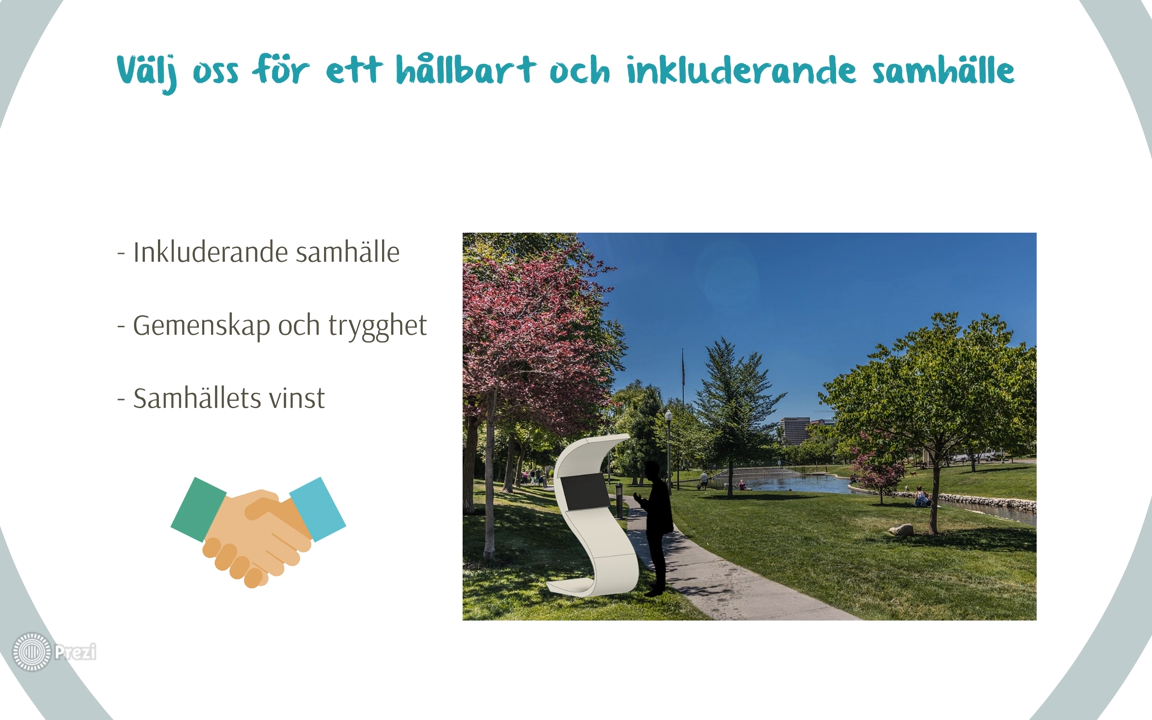 Välj oss för ett hållbart och inkluderande samhälle
- Inkluderande samhälle
- Gemenskap och trygghet
- Samhällets vinst
Prezi